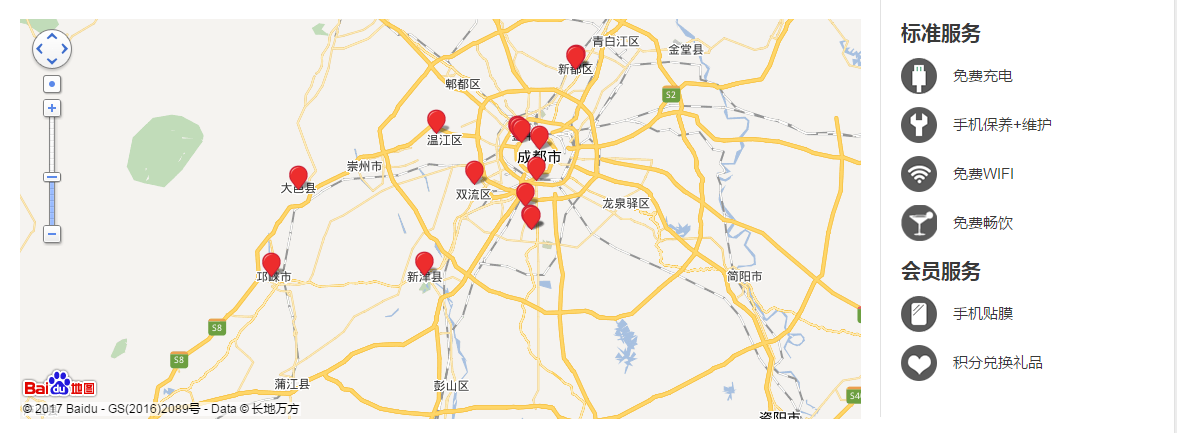 青白江区
金堂县
新都区
郫都区
S2
温江区
成都市
崇州市
大邑县
双流区
龙泉驿区
邛崃市
新津县
简阳市
S8
S8
蒲江县
彭山区
资阳市
Bai du 地图
© 2017 Baidu - GS(2016)2089号 - Data © 长地万方
标准服务
免费充电
手机保养+维护
免费WIFI
免费畅饮
会员服务
手机贴膜
积分兑换礼品